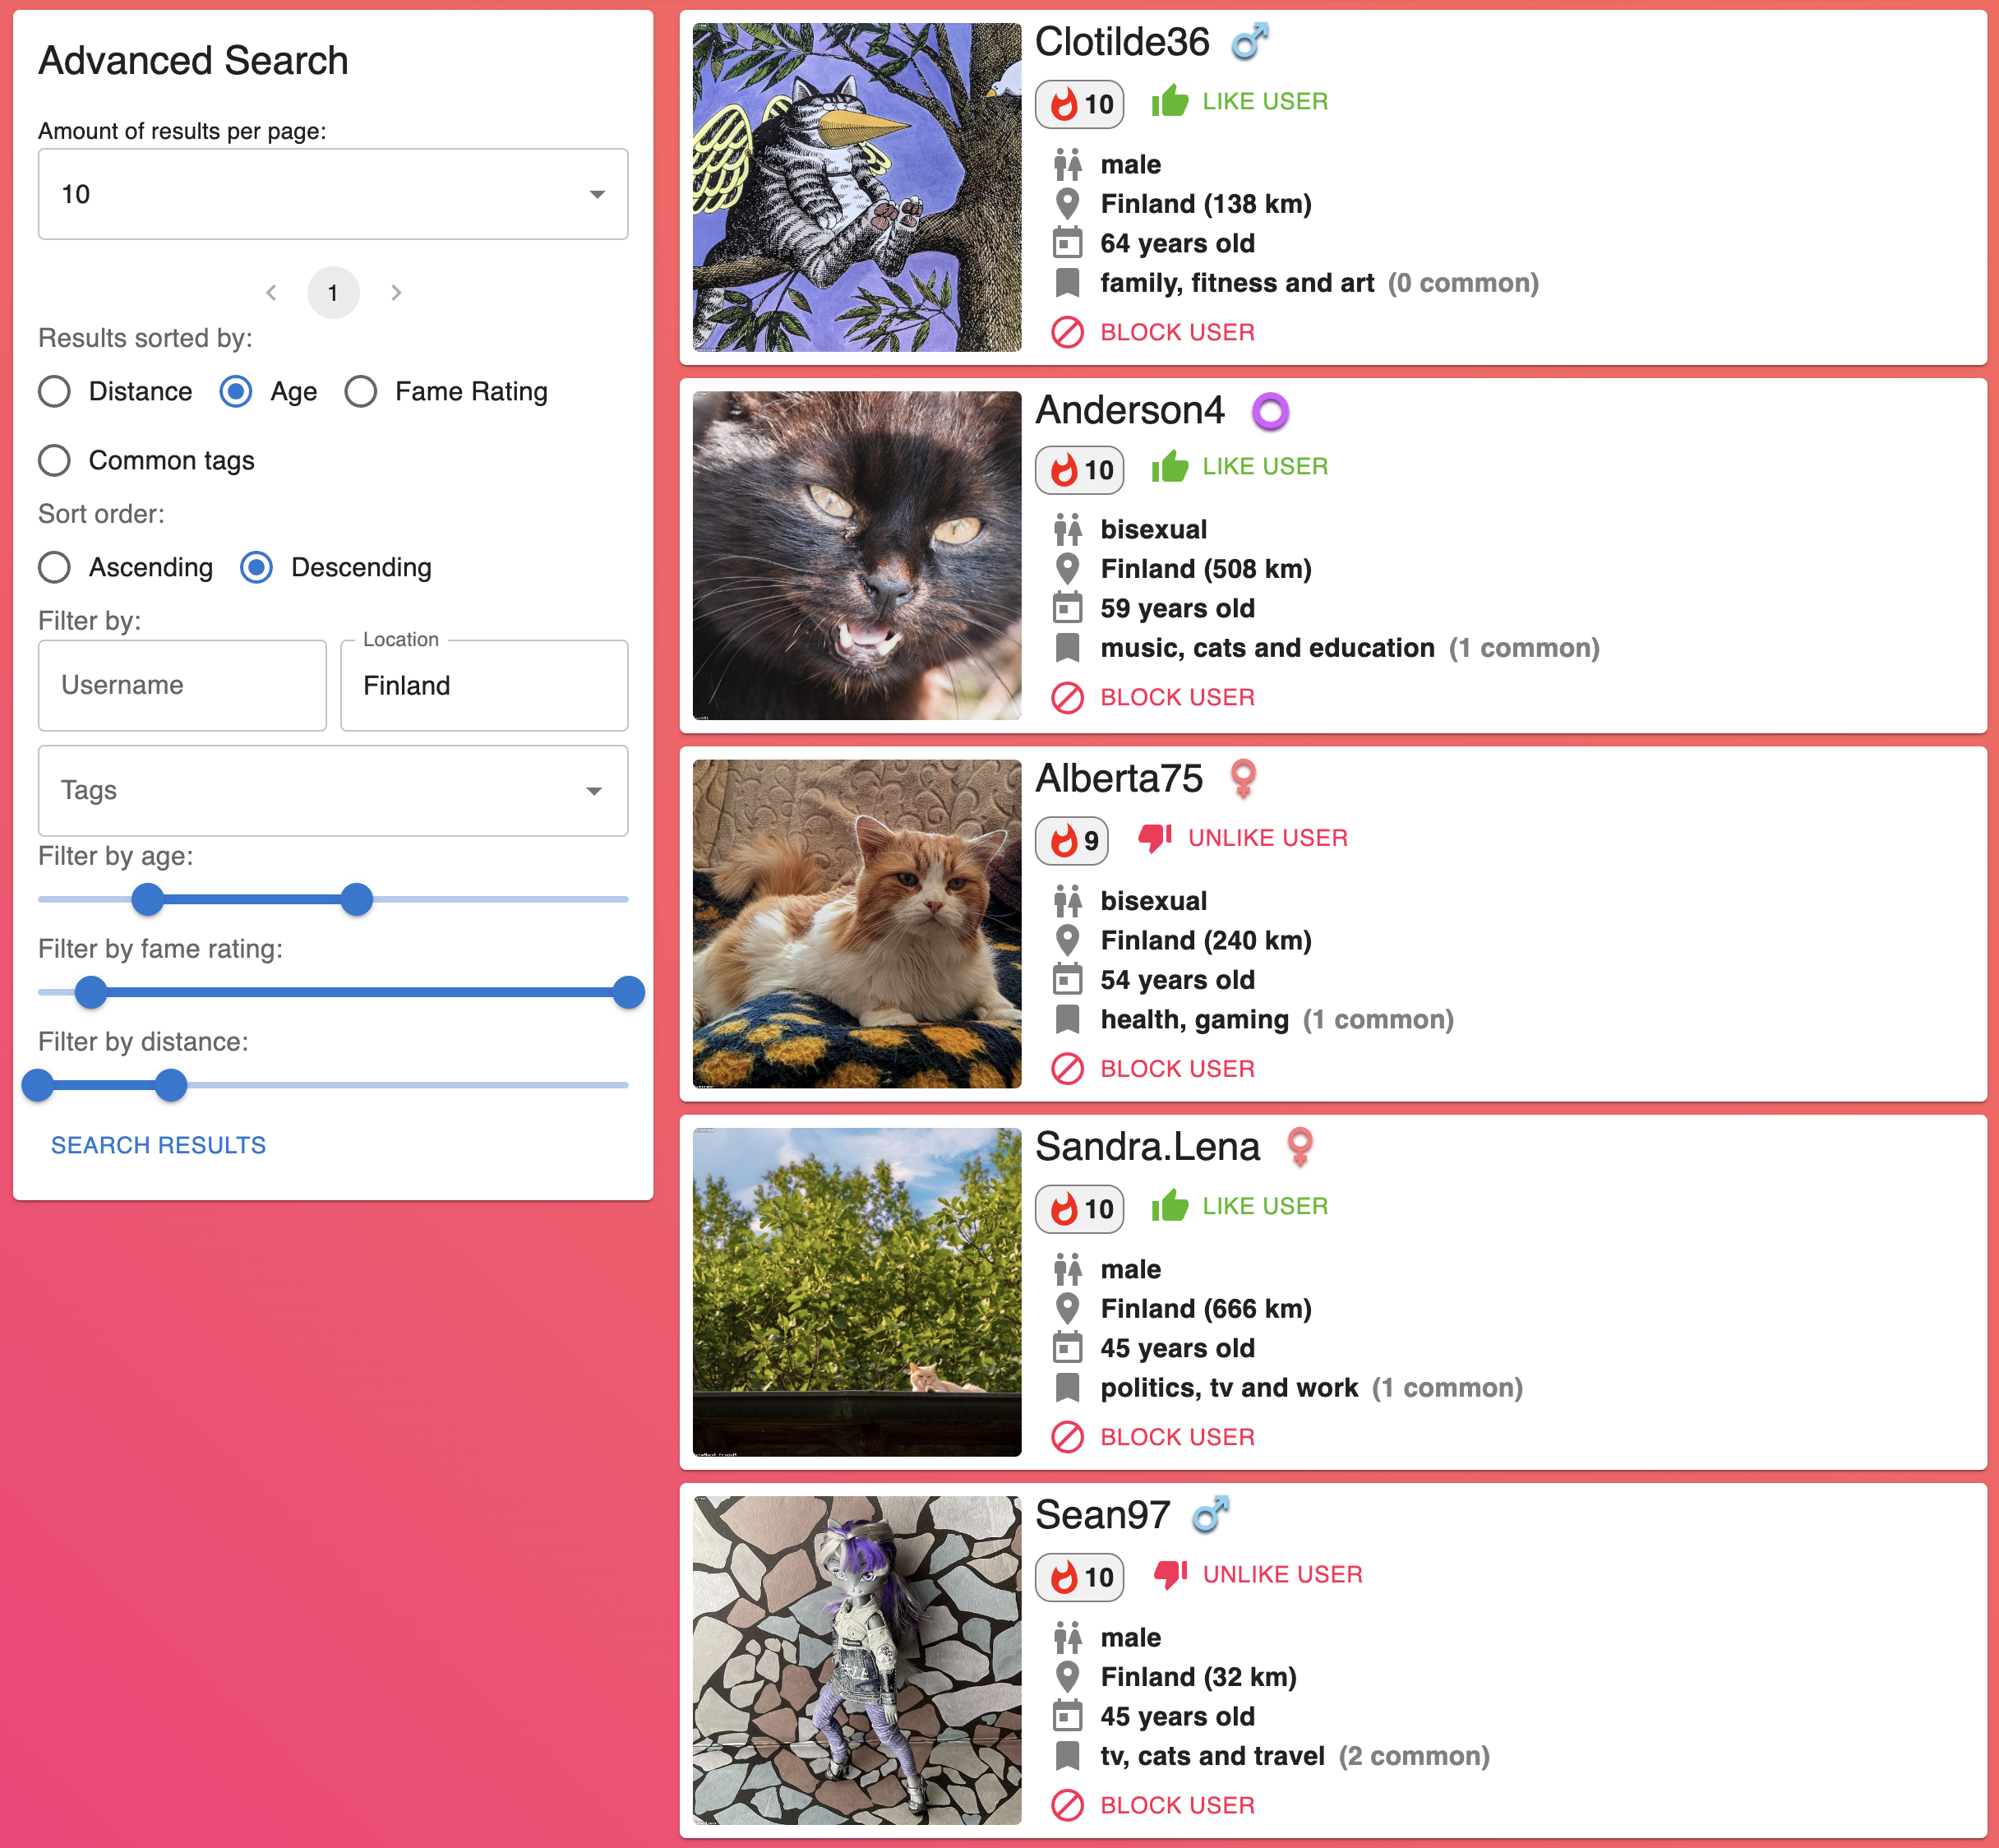 Advanced Search
Amount of results per page:
10
1
Results sorted by:
Distance Age Fame Rating
Common tags
Sort order:
Ascending Descending
Filter by:
Username
Location
Finland
Tags
Filter by age:
Filter by fame rating:
Filter by distance:
SEARCH RESULTS
Clotilde36
10 LIKE USER
male
Finland (138 km)
64 years old
family, fitness and art (0 common)
BLOCK USER
Anderson4
10 LIKE USER
bisexual
Finland (508 km)
59 years old
music, cats and education (1 common)
BLOCK USER
Alberta75
9 UNLIKE USER
bisexual
Finland (240 km)
54 years old
health, gaming (1 common)
BLOCK USER
Sandra.Lena
10 LIKE USER
male
Finland (666 km)
45 years old
politics, tv and work (1 common)
BLOCK USER
Sean97
10 UNLIKE USER
male
Finland (32 km)
45 years old
tv, cats and travel (2 common)
BLOCK USER